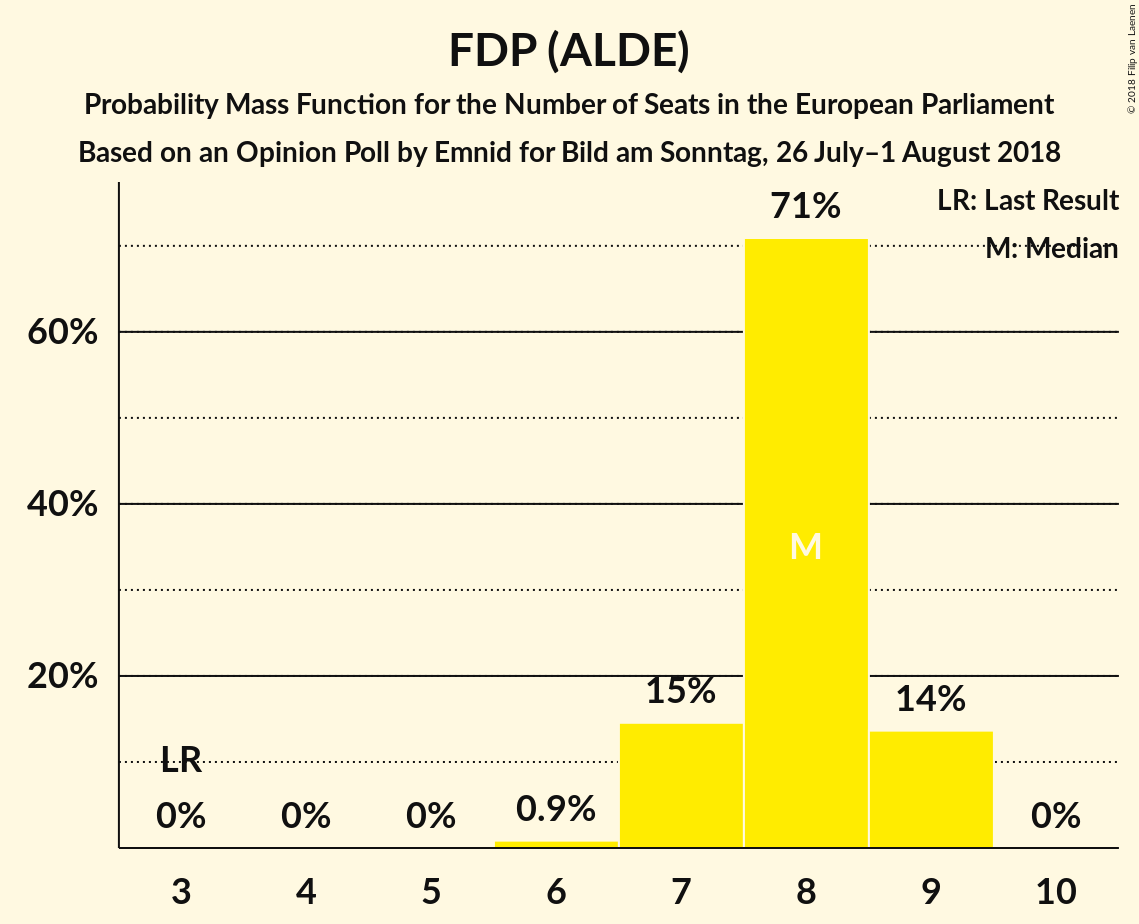 FDP (ALDE)
Probability Mass Function for the Number of Seats in the European Parliament
Based on an Opinion Poll by Emnid for Bild am Sonntag, 26 July–1 August 2018
© 2018 Filip van Laenen
LR: Last Result
M: Median
60%
40%
20%
LR
0%
0%
0%
0.9%
15%
71%
M
14%
0%
3 4 5 6 7 8 9 10